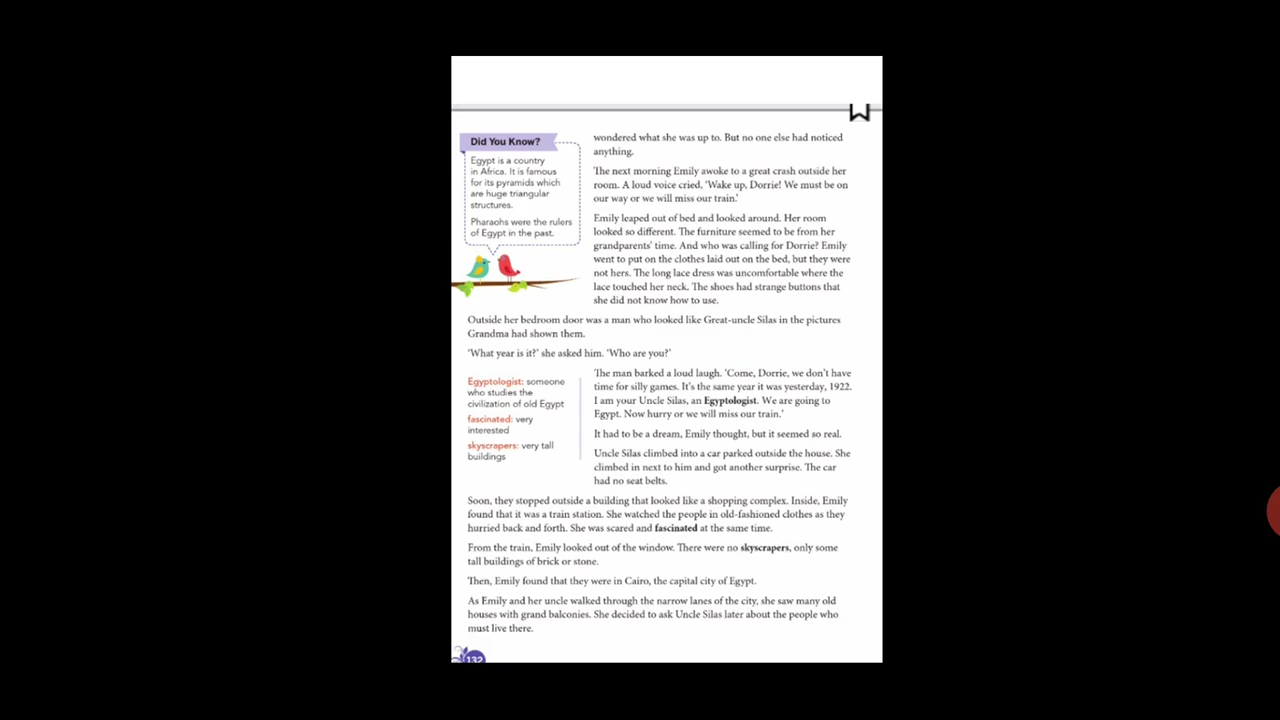 Did You Know?
Egypt is a country
in Africa. It is famous
for its pyramids which
are huge triangular
structures.
Pharaohs were the rulers
of Egypt in the past.
wondered what she was up to. But no one else had noticed
anything.
The next morning Emily awoke to a great crash outside her
room. A loud voice cried, ‘Wake up, Dorrie! We must be on
our way or we will miss our train.’
Emily leaped out of bed and looked around. Her room
looked so different. The furniture seemed to be from her
grandparents’ time. And who was calling for Dorrie? Emily
went to put on the clothes laid out on the bed, but they were
not hers. The long lace dress was uncomfortable where the
lace touched her neck. The shoes had strange buttons that
she did not know how to use.
Outside her bedroom door was a man who looked like Great-uncle Silas in the pictures
Grandma had shown them.
‘What year is it?’ she asked him. ‘Who are you?’
Egyptologist: someone
who studies the
civilization of old Egypt
fascinated: very
interested
skyscrapers: very tall
buildings
The man barked a loud laugh. ‘Come, Dorrie, we don’t have
time for silly games. It’s the same year it was yesterday, 1922.
I am your Uncle Silas, an Egyptologist. We are going to
Egypt. Now hurry or we will miss our train.’
It had to be a dream, Emily thought, but it seemed so real.
Uncle Silas climbed into a car parked outside the house. She
climbed in next to him and got another surprise. The car
had no seat belts.
Soon, they stopped outside a building that looked like a shopping complex. Inside, Emily
found that it was a train station. She watched the people in old-fashioned clothes as they
hurried back and forth. She was scared and fascinated at the same time.
From the train, Emily looked out of the window. There were no skyscrapers, only some
tall buildings of brick or stone.
Then, Emily found that they were in Cairo, the capital city of Egypt.
As Emily and her uncle walked through the narrow lanes of the city, she saw many old
houses with grand balconies. She decided to ask Uncle Silas later about the people who
must live there.
132